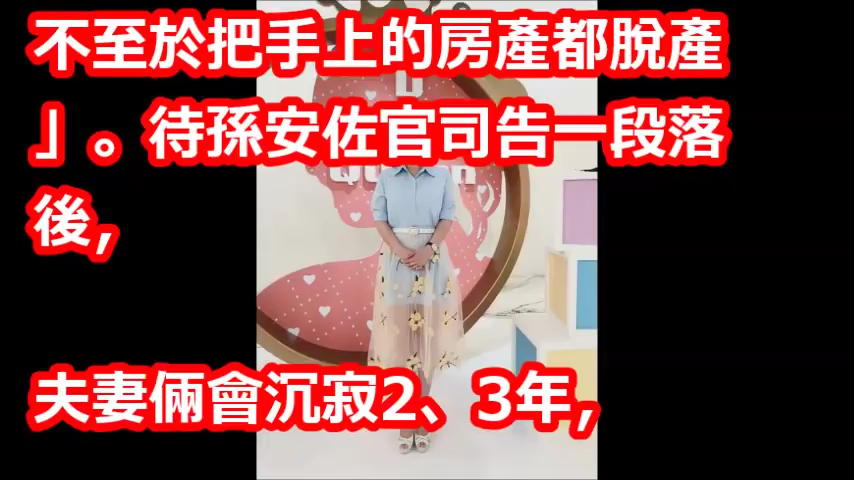 不至於把手上的房產都脫產
」。待孫安佐官司告一段落
後,
夫妻倆會沉寂2、3年,